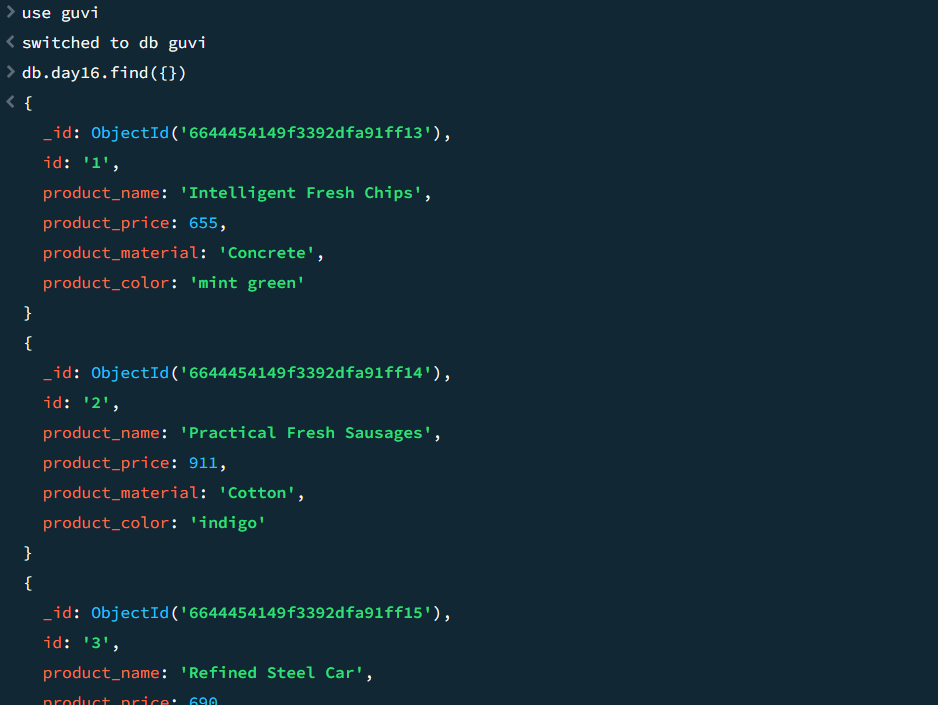 > use guvi
< switched to db guvi
> db.day16.find({})
< {
_id: ObjectId('6644454149f3392dfa91ff13'),
id: '1',
product_name: 'Intelligent Fresh Chips',
product_price: 655,
product_material: 'Concrete',
product_color: 'mint green'
}
{
_id: ObjectId('6644454149f3392dfa91ff14'),
id: '2',
product_name: 'Practical Fresh Sausages',
product_price: 911,
product_material: 'Cotton',
product_color: 'indigo'
}
{
_id: ObjectId('6644454149f3392dfa91ff15'),
id: '3',
product_name: 'Refined Steel Car',
product_price: 690